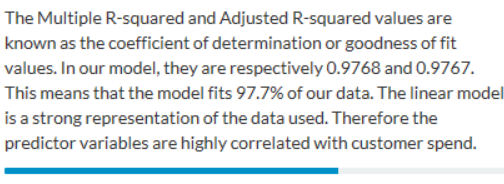 The Multiple R-squared and Adjusted R-squared values are
known as the coefficient of determination or goodness of fit
values. In our model, they are respectively 0.9768 and 0.9767.
This means that the model fits 97.7% of our data. The linear model
is a strong representation of the data used. Therefore the
predictor variables are highly correlated with customer spend.